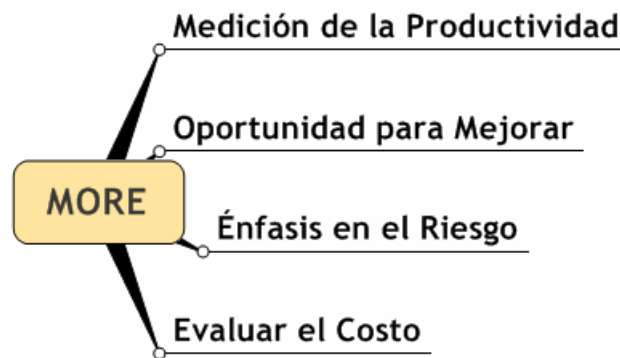 Medición de la Productividad
Oportunidad para Mejorar
MORE
Énfasis en el Riesgo
Evaluar el Costo